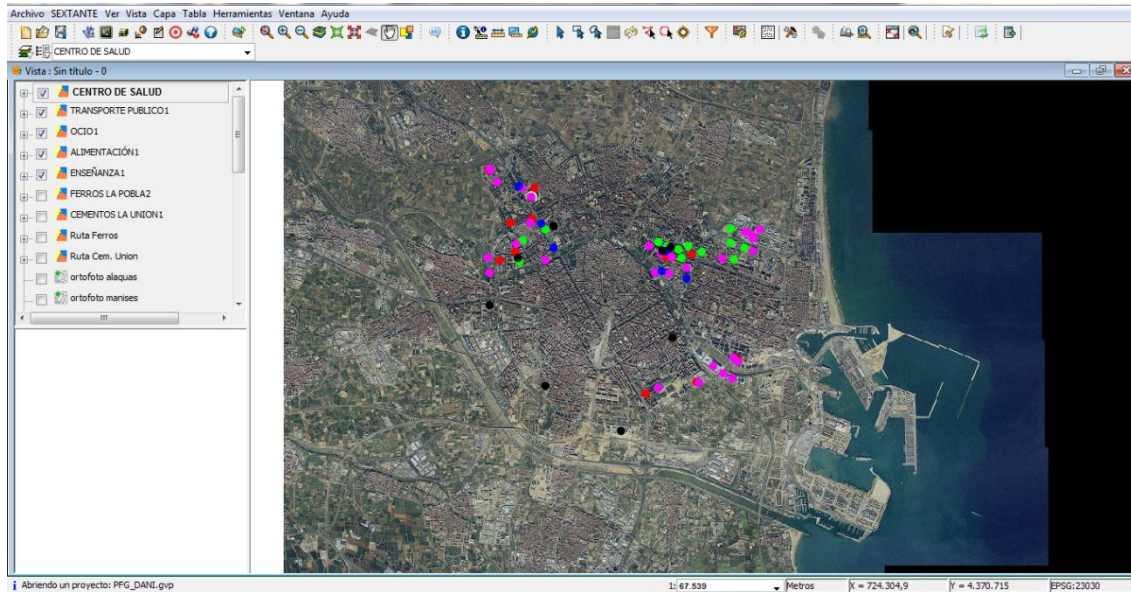 Archivo SEXTANTE Ver Vista Capa Tabla Herramientas Ventana Ayuda
CENTRO DE SALUD
Vista : Sin título - 0
CENTRO DE SALUD
TRANSPORTE PUBLICO1
OCIO1
ALIMENTACIÓN1
ENSEÑANZA1
FERROS LA POBLA2
CEMENTOS LA UNION1
Ruta Ferros
Ruta Cem. Union
ortofoto alaquas
ortofoto manises
Abriendo un proyecto: PFG_DANI.gvp 1: 67.539 Metros X = 724.304,9 Y = 4.370.715 EPSG:23030